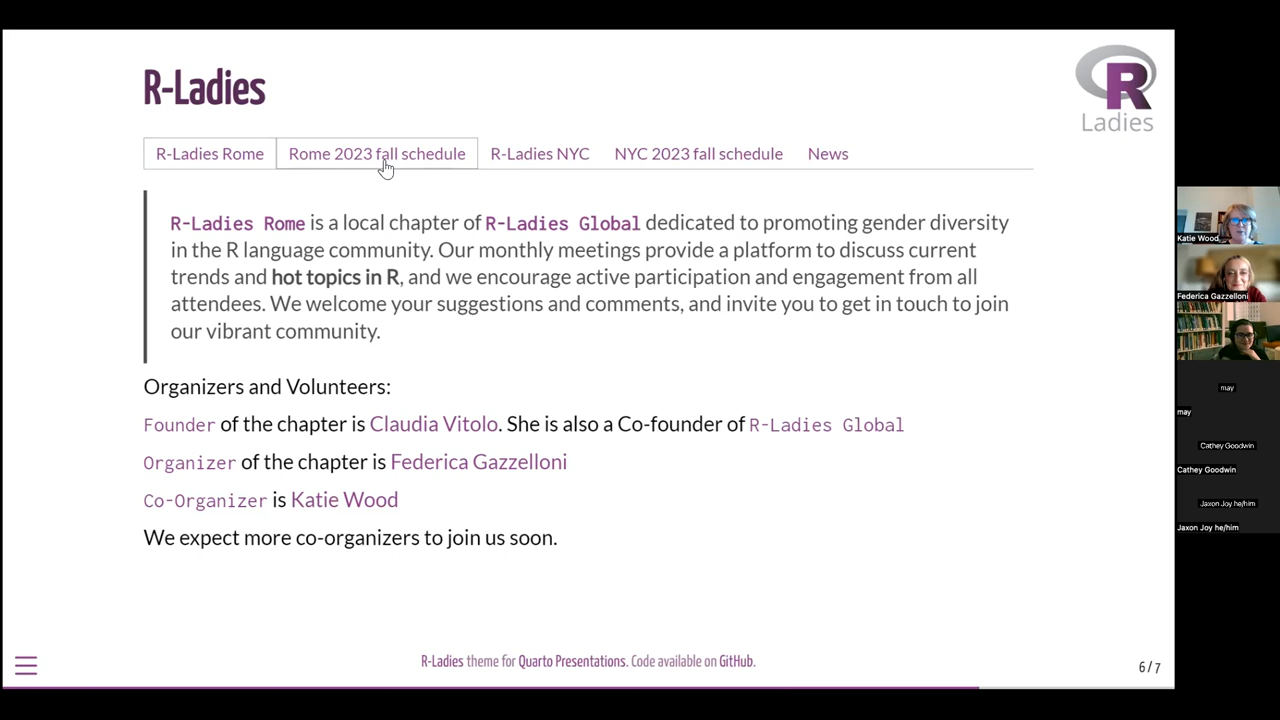 R-Ladies
R
Ladies
R-Ladies Rome
Rome 2023 fall schedule
R-Ladies NYC
NYC 2023 fall schedule
News
R-Ladies Rome is a local chapter of R-Ladies Global dedicated to promoting gender diversity
in the R language community. Our monthly meetings provide a platform to discuss current
trends and hot topics in R, and we encourage active participation and engagement from all
attendees. We welcome your suggestions and comments, and invite you to get in touch to join
our vibrant community.
Organizers and Volunteers:
Founder of the chapter is Claudia Vitolo. She is also a Co-founder of R-Ladies Global
Organizer of the chapter is Federica Gazzelloni
Co-Organizer is Katie Wood
We expect more co-organizers to join us soon.
R-Ladies theme for Quarto Presentations. Code available on GitHub.
6 / 7
Katie Wood
Federica Gazzelloni
may
may
Cathey Goodwin
Cathey Goodwin
Jaxon Joy he/him
Jaxon Joy he/him